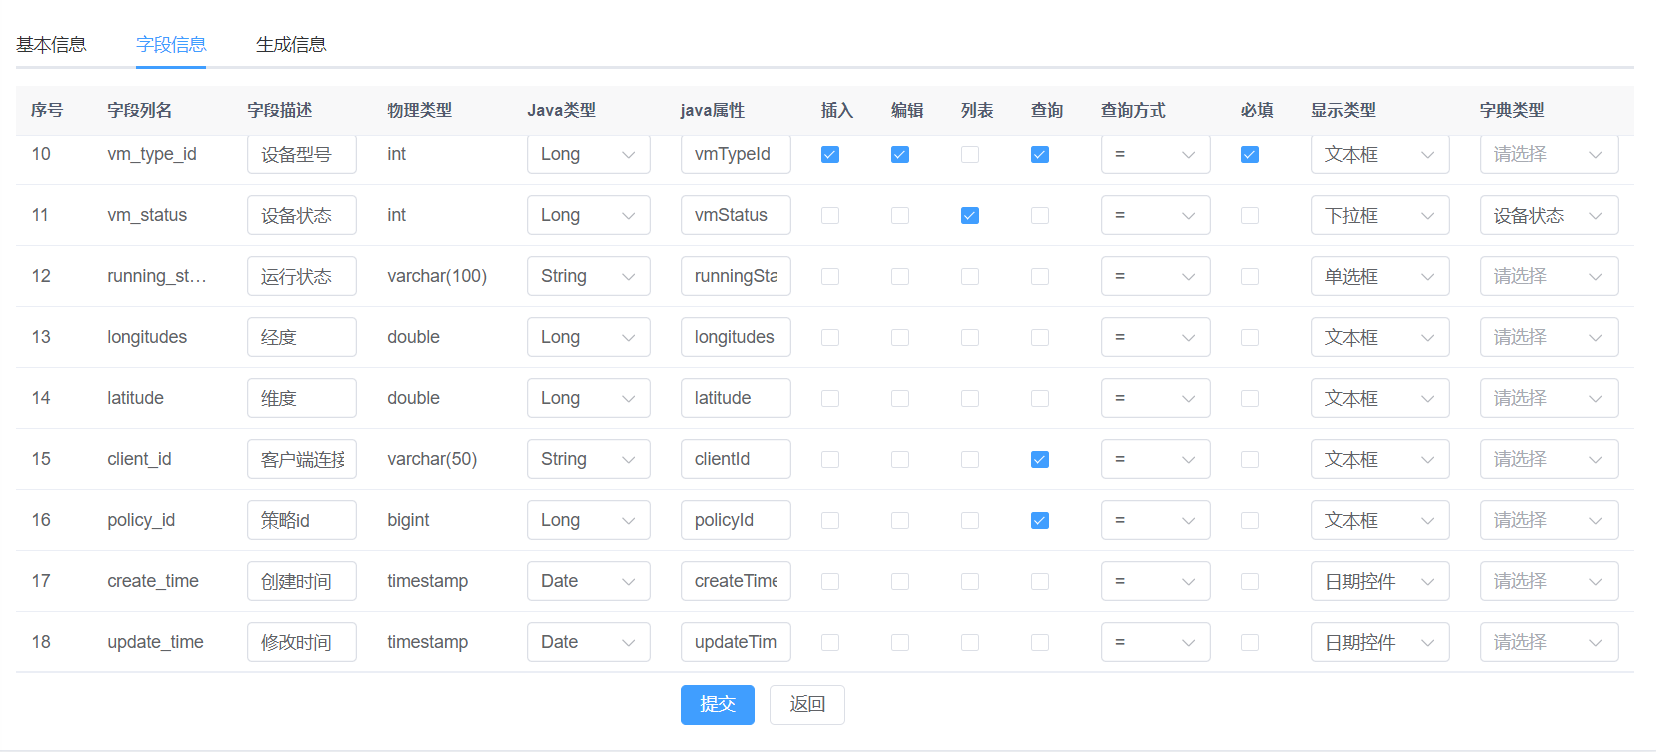 基本信息 字段信息 生成信息
序号 字段列名 字段描述 物理类型 Java类型 java属性 插入 编辑 列表 查询 查询方式 必填 显示类型 字典类型
10 vm_type_id 设备型号 int Long vmTypeId = 文本框 请选择
11 vm_status 设备状态 int Long vmStatus = 下拉框 设备状态
12 running_st... 运行状态 varchar(100) String runningSta = 单选框 请选择
13 longitudes 经度 double Long longitudes = 文本框 请选择
14 latitude 维度 double Long latitude = 文本框 请选择
15 client_id 客户端连接 varchar(50) String clientId = 文本框 请选择
16 policy_id 策略id bigint Long policyId = 文本框 请选择
17 create_time 创建时间 timestamp Date createTime = 日期控件 请选择
18 update_time 修改时间 timestamp Date updateTim = 日期控件 请选择
提交 返回